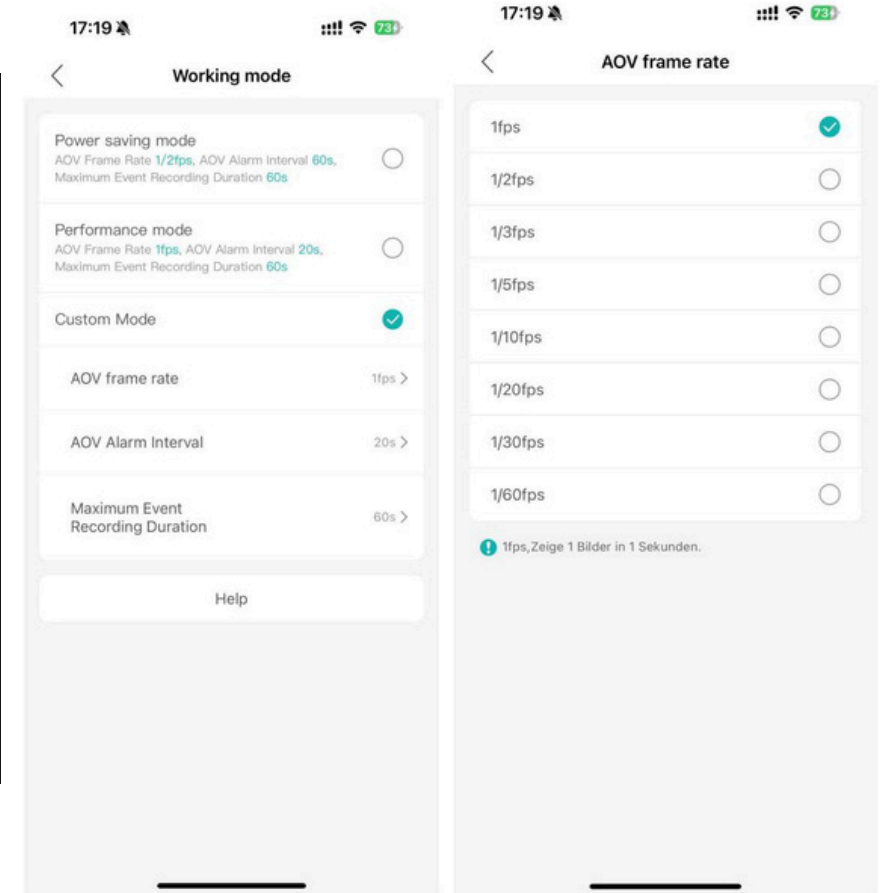 17:19
73
Working mode
Power saving mode
AOV Frame Rate 1/2fps, AOV Alarm Interval 60s,
Maximum Event Recording Duration 60s
Performance mode
AOV Frame Rate 1fps, AOV Alarm Interval 20s,
Maximum Event Recording Duration 60s
Custom Mode
AOV frame rate 1fps
AOV Alarm Interval 20s
Maximum Event
Recording Duration 60s
Help
17:19
73
AOV frame rate
1fps
1/2fps
1/3fps
1/5fps
1/10fps
1/20fps
1/30fps
1/60fps
1fps,Zeige 1 Bilder in 1 Sekunden.